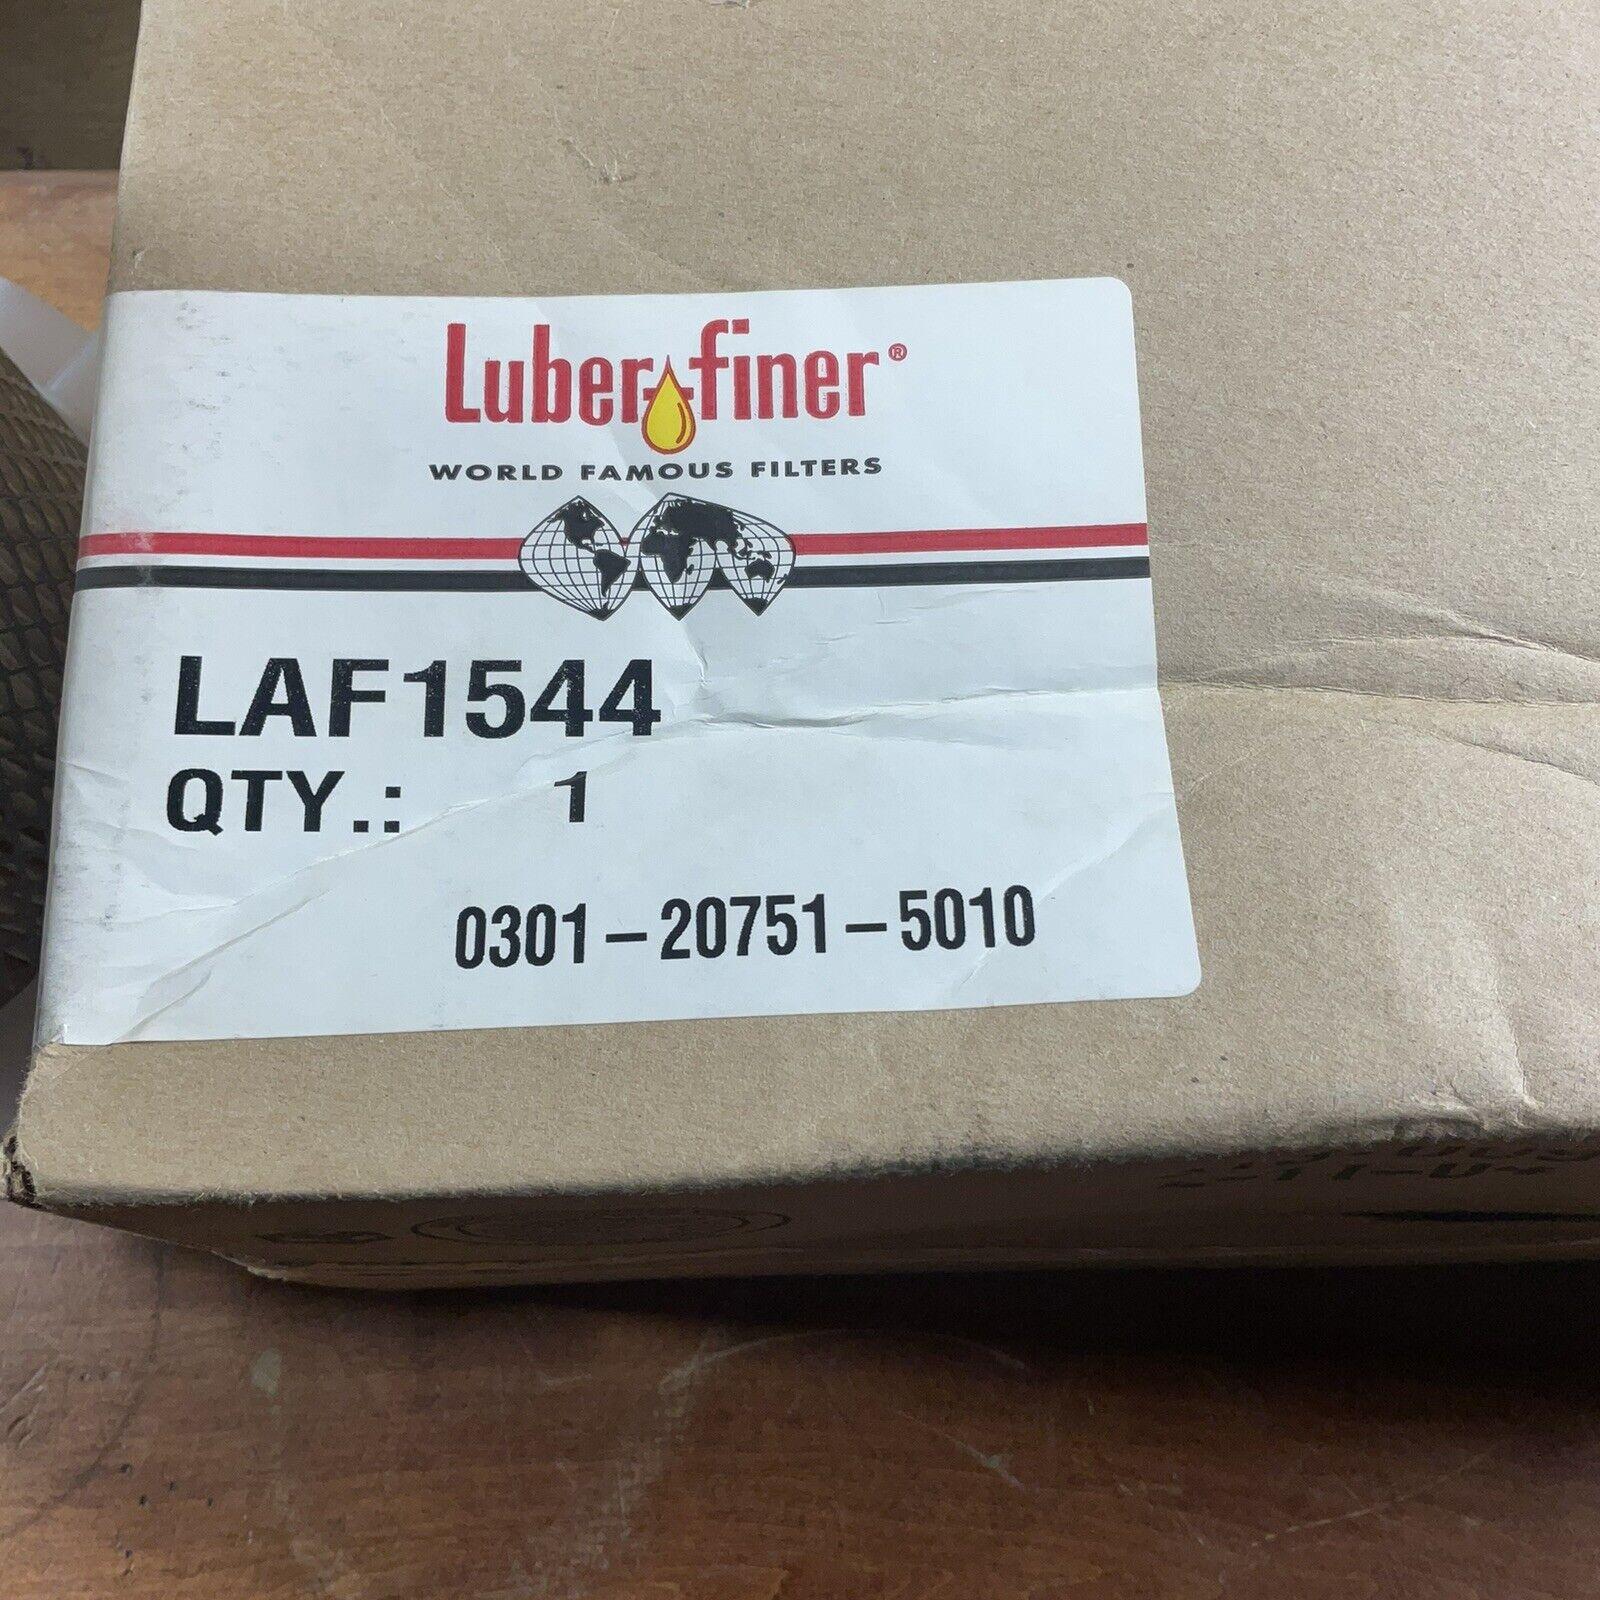 Luber-finer®
WORLD FAMOUS FILTERS
LAF1544
QTY.: 1
0301-20751-5010